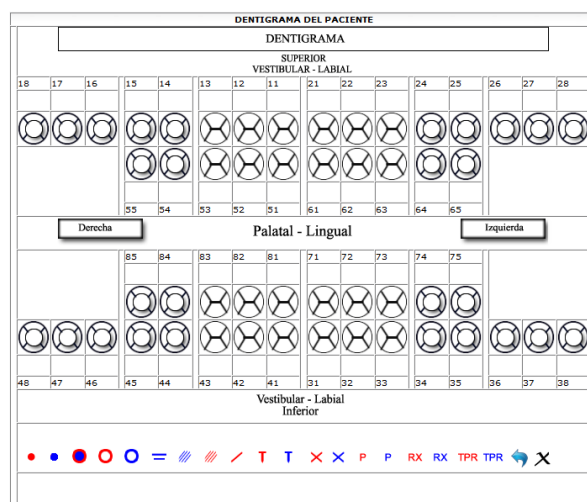 DENTIGRAMA DEL PACIENTE
DENTIGRAMA
SUPERIOR
VESTIBULAR - LABIAL
18 17 16 15 14 13 12 11 21 22 23 24 25 26 27 28
55 54 53 52 51 61 62 63 64 65
Derecha Palatal - Lingual Izquierda
85 84 83 82 81 71 72 73 74 75
48 47 46 45 44 43 42 41 31 32 33 34 35 36 37 38
Vestibular - Labial
Inferior
T T P P RX RX TPR TPR